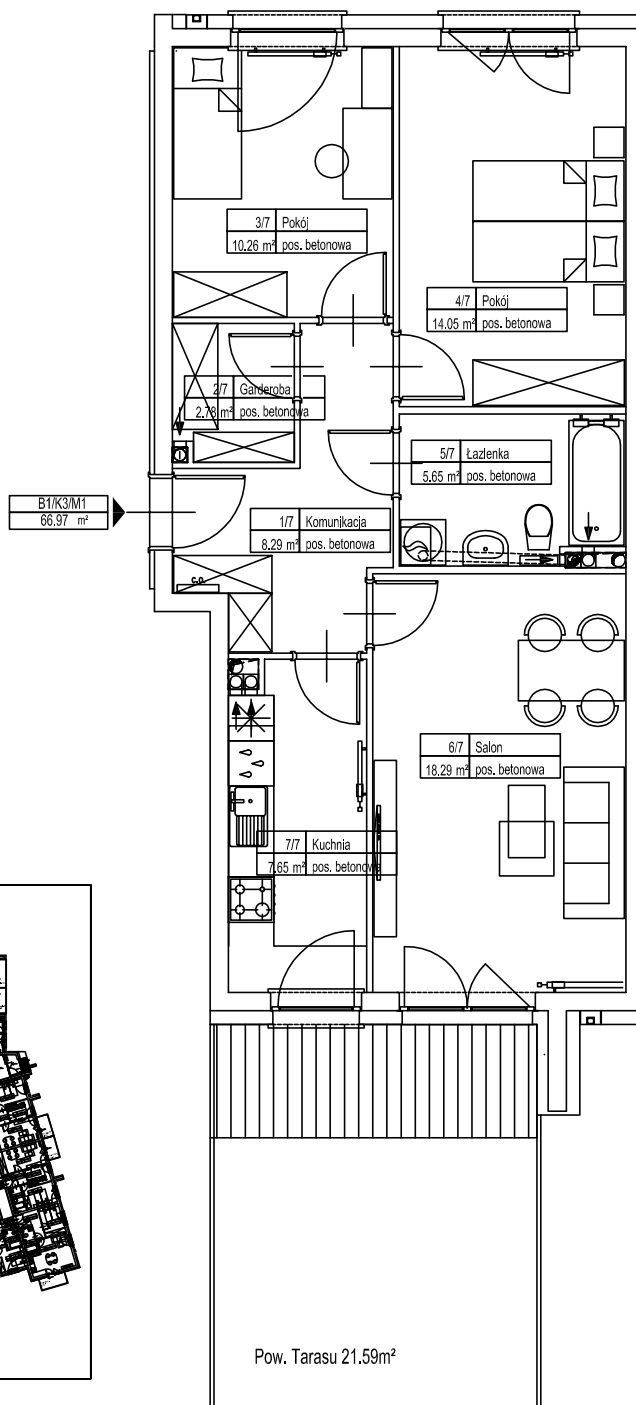 3/7 Pokój
10.26 m² pos. betonowa
4/7 Pokój
14.05 m² pos. betonowa
2/7 Garderoba
2.78 m² pos. betonowa
5/7 Łazienka
5.65 m² pos. betonowa
B1/K3/M1
66.97 m²
1/7 Komunikacja
8.29 m² pos. betonowa
c.o.
6/7 Salon
18.29 m² pos. betonowa
7/7 Kuchnia
7.65 m² pos. betonowa
Pow. Tarasu 21.59m²